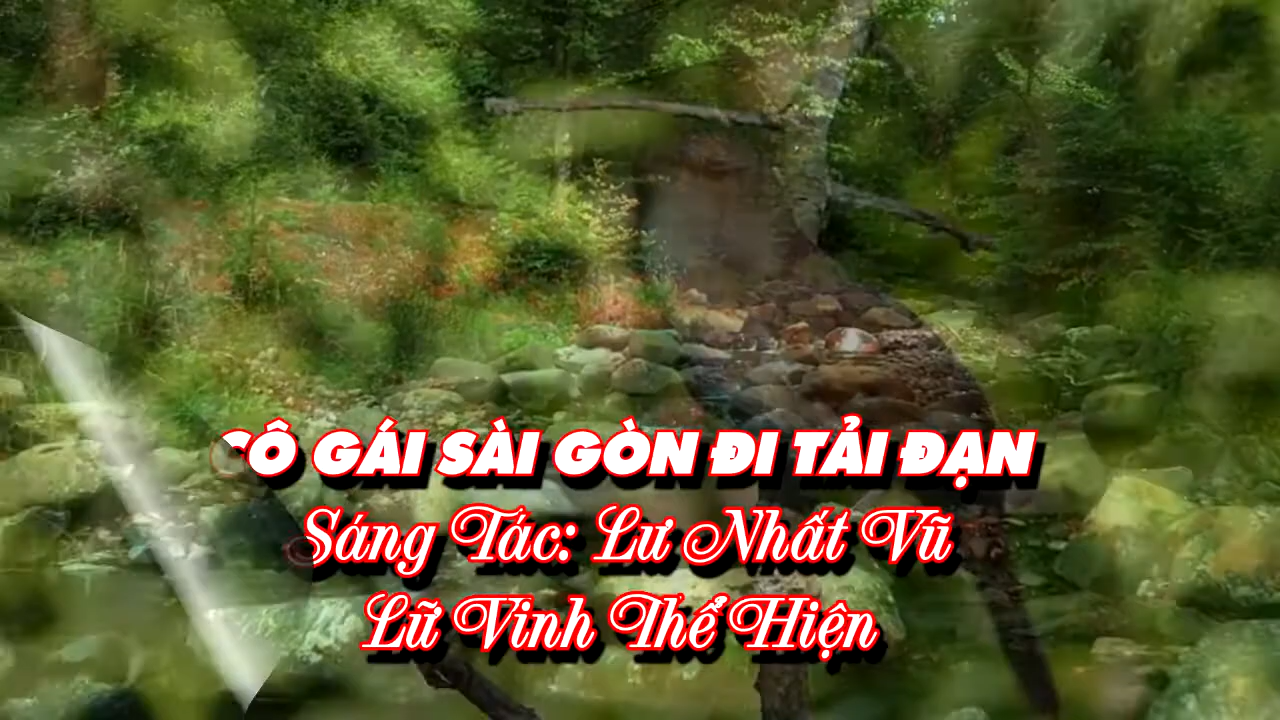 CÔ GÁI SÀI GÒN ĐI TẢI ĐẠN
Sáng Tác: Lư Nhất Vũ
Lữ Vinh Thể Hiện